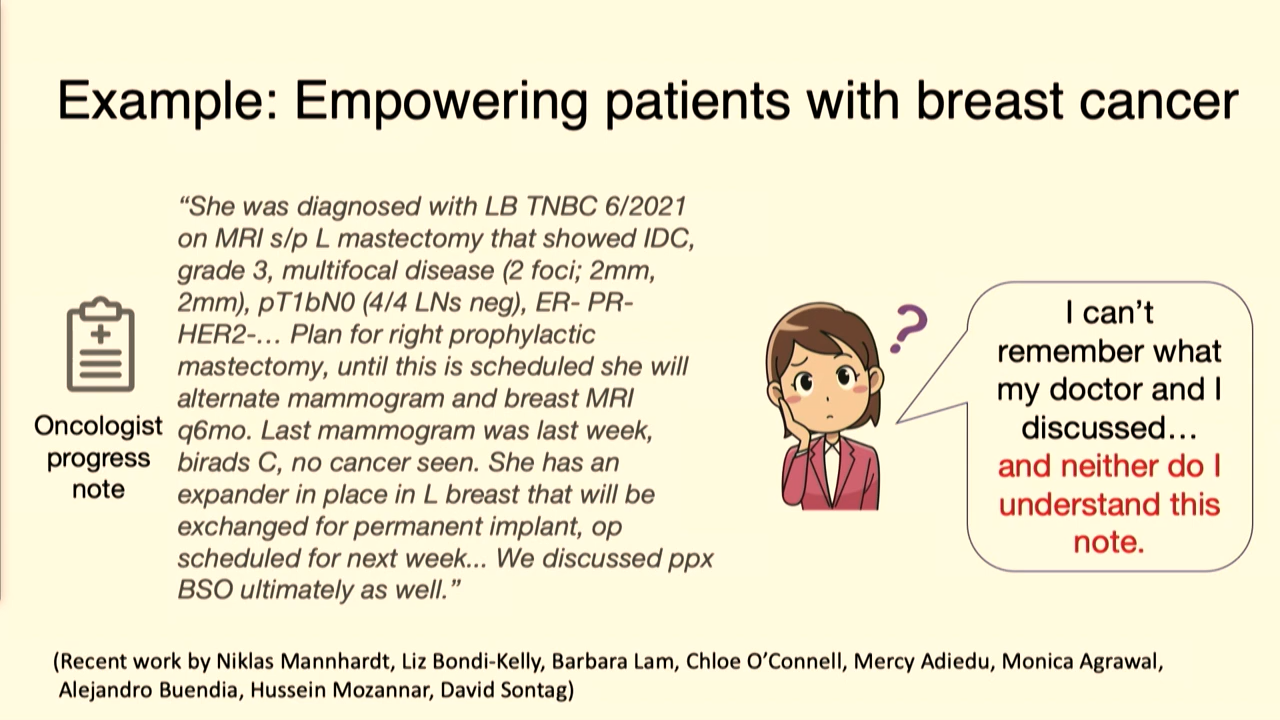 Example: Empowering patients with breast cancer
“She was diagnosed with LB TNBC 6/2021
on MRI s/p L mastectomy that showed IDC,
grade 3, multifocal disease (2 foci; 2mm,
2mm), pT1bN0 (4/4 LNs neg), ER- PR-
HER2-... Plan for right prophylactic
mastectomy, until this is scheduled she will
alternate mammogram and breast MRI
q6mo. Last mammogram was last week,
birads C, no cancer seen. She has an
expander in place in L breast that will be
exchanged for permanent implant, op
scheduled for next week... We discussed ppx
BSO ultimately as well.”
Oncologist
progress
note
?
I can’t
remember what
my doctor and I
discussed...
and neither do I
understand this
note.
(Recent work by Niklas Mannhardt, Liz Bondi-Kelly, Barbara Lam, Chloe O’Connell, Mercy Adiedu, Monica Agrawal,
Alejandro Buendia, Hussein Mozannar, David Sontag)